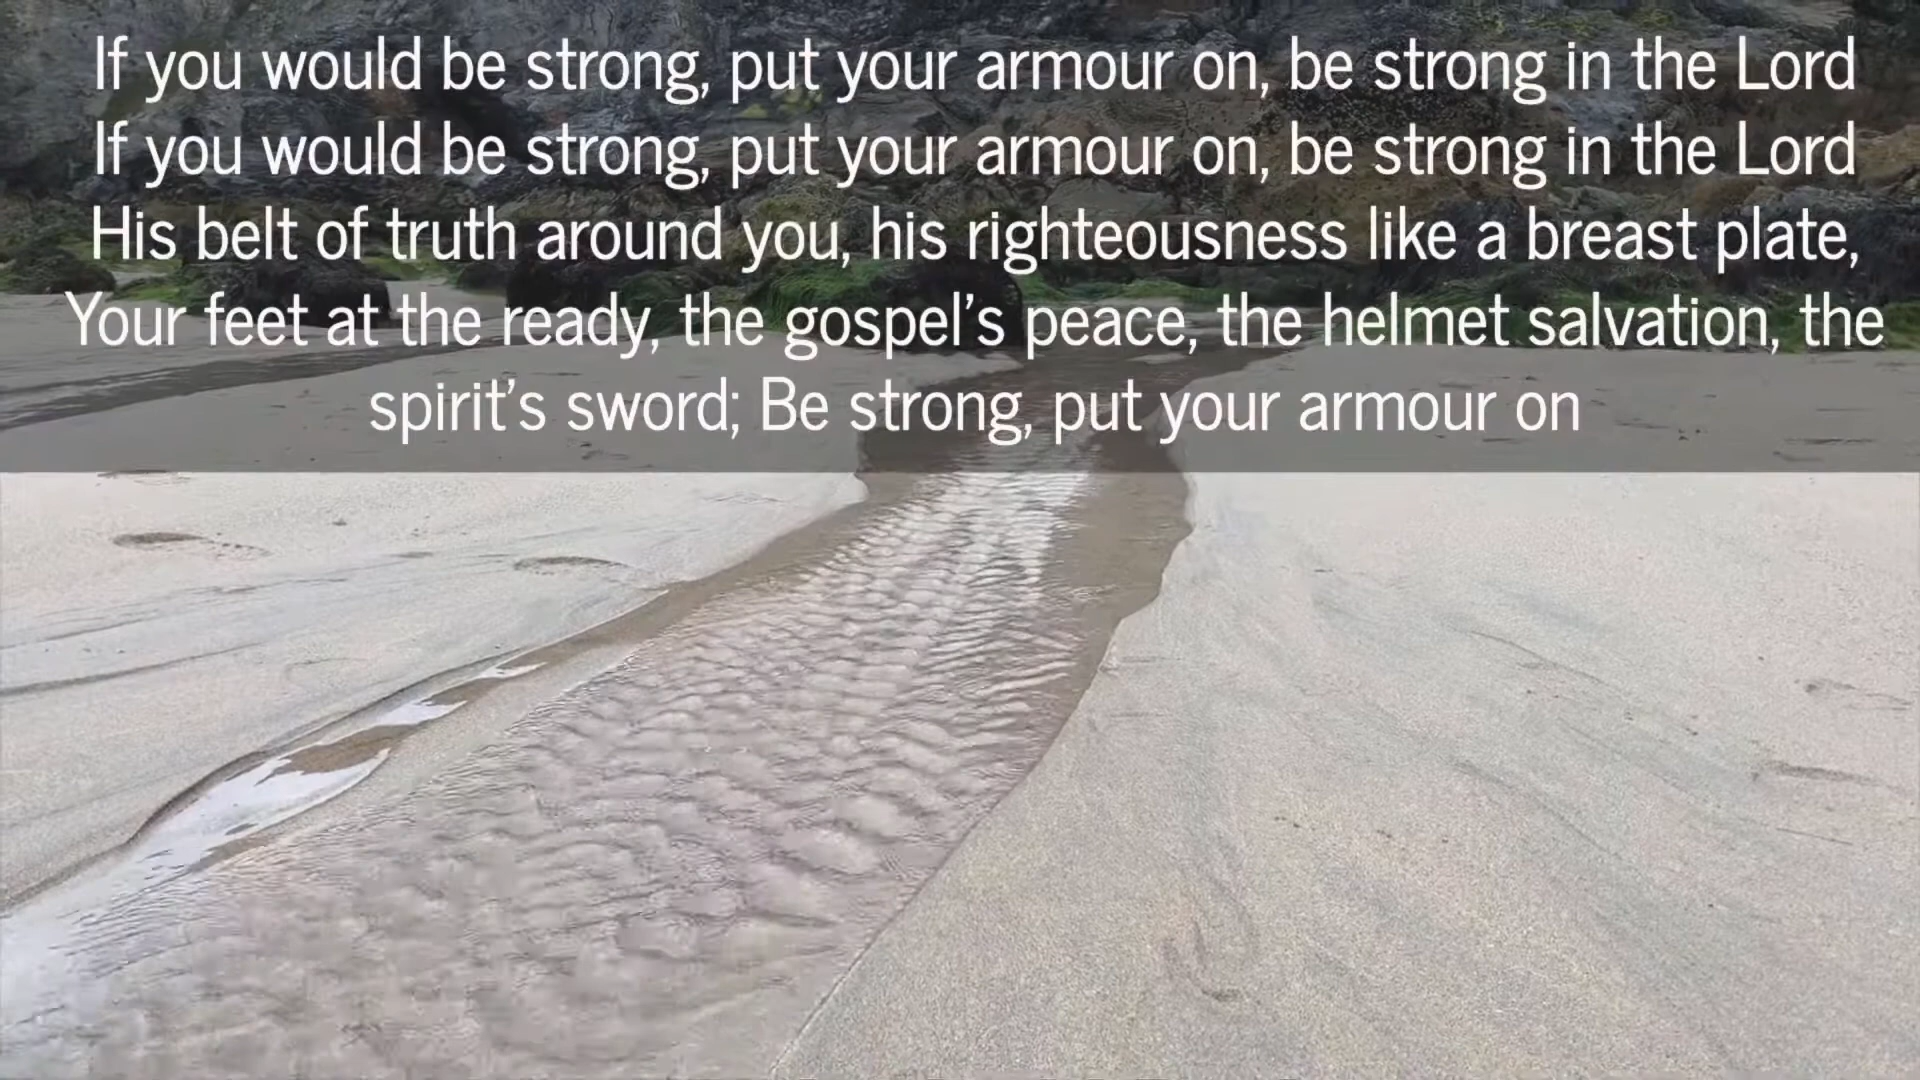 If you would be strong, put your armour on, be strong in the Lord
If you would be strong, put your armour on, be strong in the Lord
His belt of truth around you, his righteousness like a breast plate,
Your feet at the ready, the gospel's peace, the helmet salvation, the
spirit's sword; Be strong, put your armour on